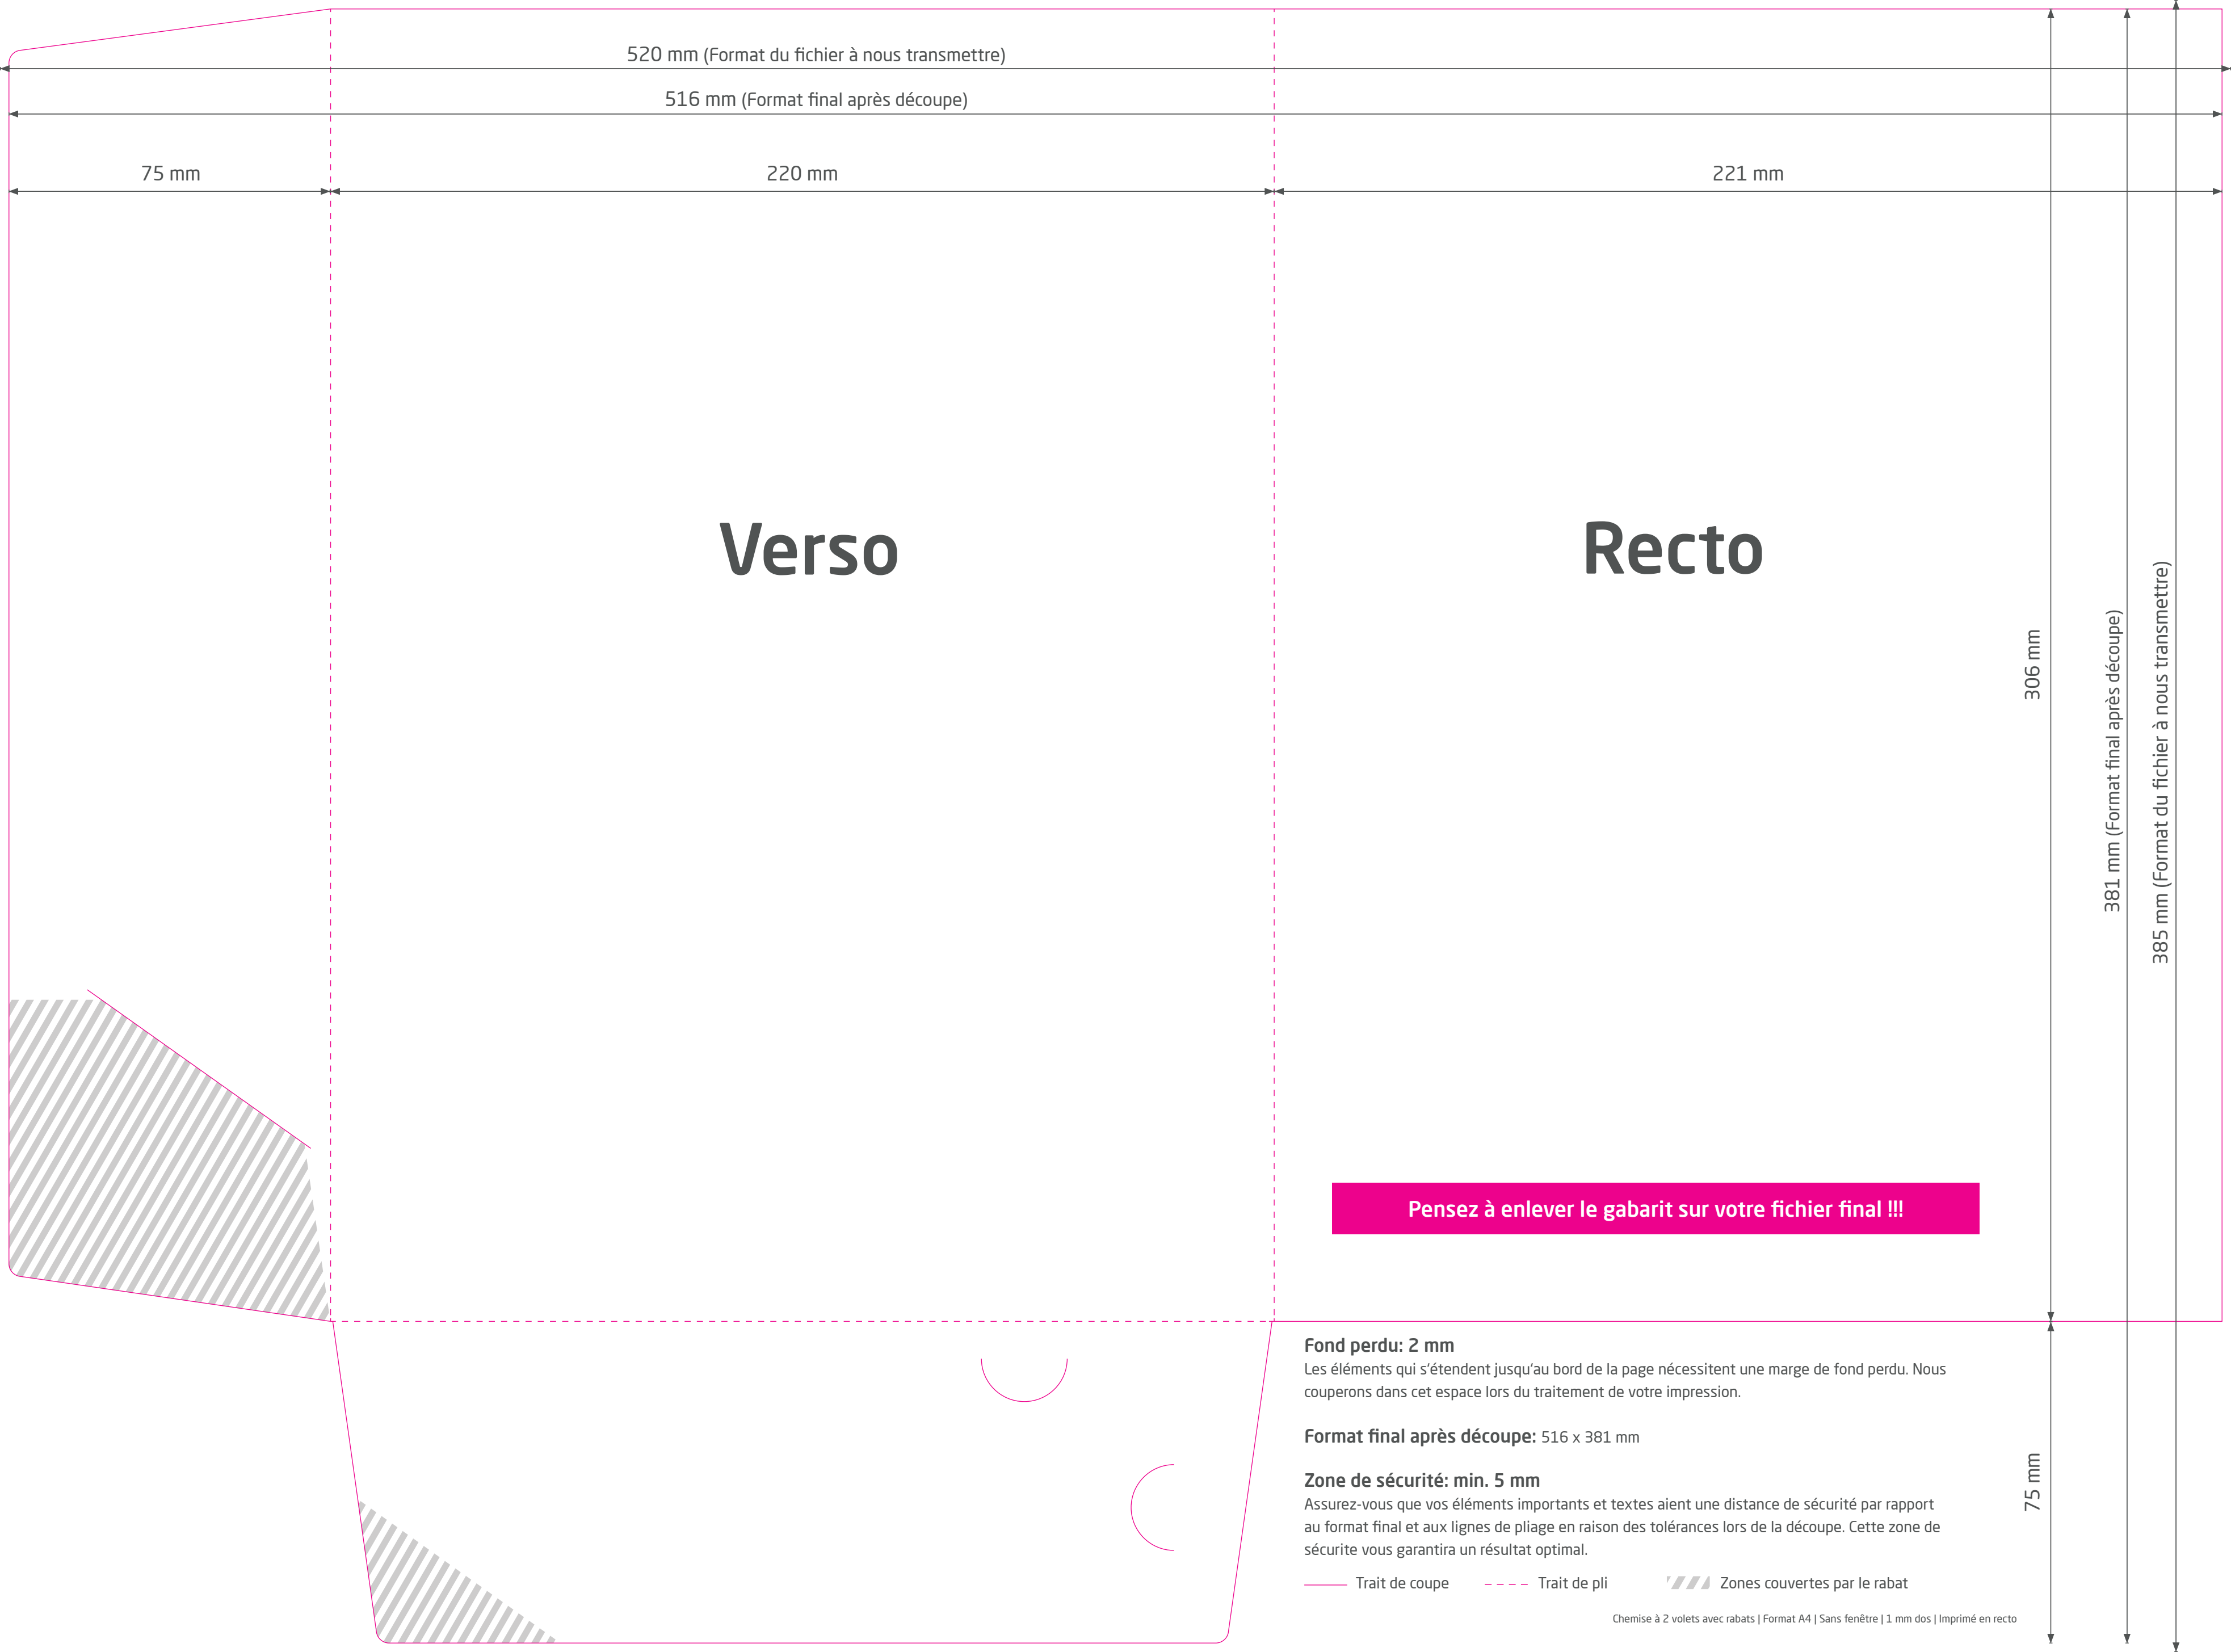 520 mm (Format du fichier à nous transmettre)
516 mm (Format final après découpe)
75 mm
220 mm
221 mm
Verso
Recto
306 mm
381 mm (Format final après découpe)
385 mm (Format du fichier à nous transmettre)
Pensez à enlever le gabarit sur votre fichier final !!!
Fond perdu: 2 mm
Les éléments qui s'étendent jusqu'au bord de la page nécessitent une marge de fond perdu. Nous
couperons dans cet espace lors du traitement de votre impression.
Format final après découpe: 516 x 381 mm
Zone de sécurité: min. 5 mm
Assurez-vous que vos éléments importants et textes aient une distance de sécurité par rapport
au format final et aux lignes de pliage en raison des tolérances lors de la découpe. Cette zone de
sécurite vous garantira un résultat optimal.
75 mm
Trait de coupe
Trait de pli
Zones couvertes par le rabat
Chemise à 2 volets avec rabats | Format A4 | Sans fenêtre | 1 mm dos | Imprimé en recto